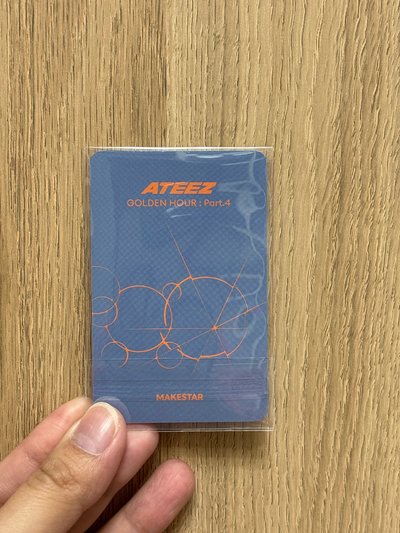 ATEEZ
GOLDEN HOUR : Part.4
MAKESTAR